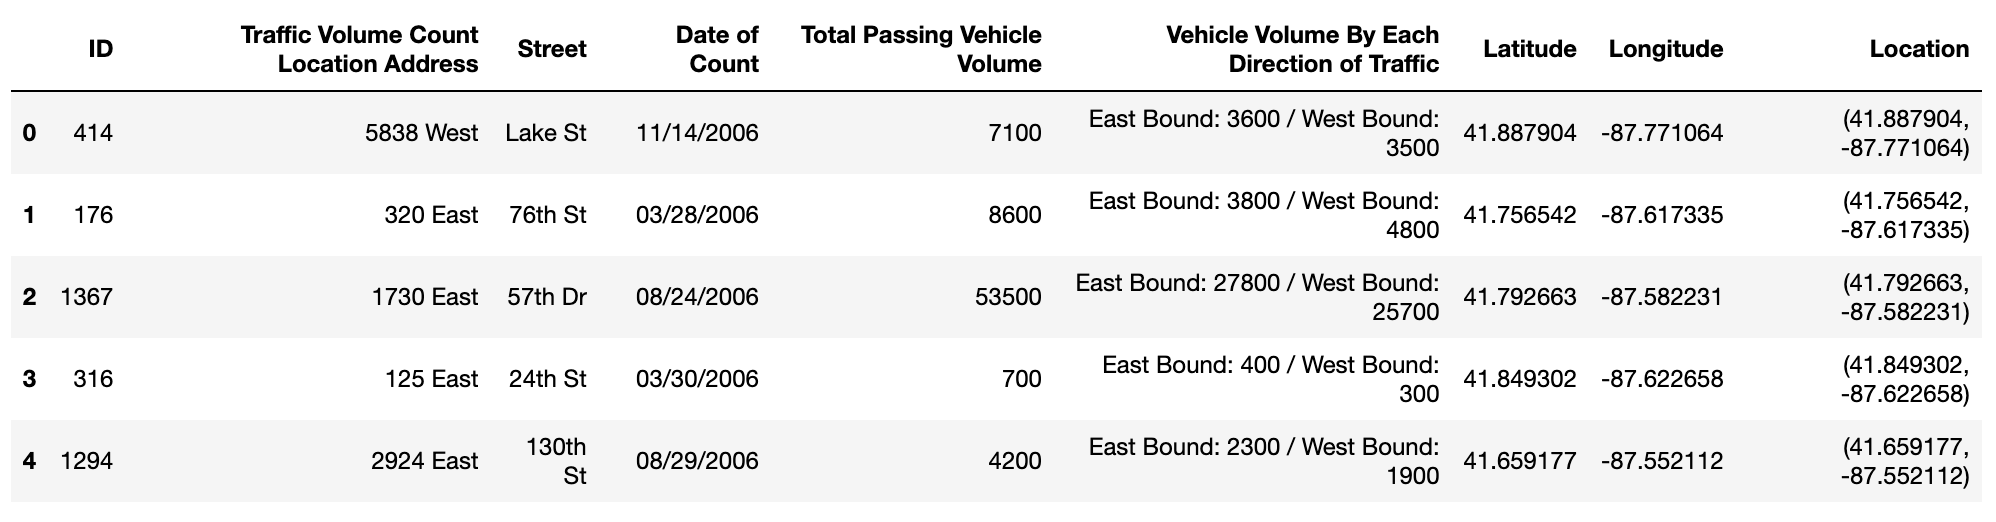 ID Traffic Volume Count Location Address Street Date of Count Total Passing Vehicle Volume Vehicle Volume By Each Direction of Traffic Latitude Longitude Location
0 414 5838 West Lake St 11/14/2006 7100 East Bound: 3600 / West Bound: 3500 41.887904 -87.771064 (41.887904, -87.771064)
1 176 320 East 76th St 03/28/2006 8600 East Bound: 3800 / West Bound: 4800 41.756542 -87.617335 (41.756542, -87.617335)
2 1367 1730 East 57th Dr 08/24/2006 53500 East Bound: 27800 / West Bound: 25700 41.792663 -87.582231 (41.792663, -87.582231)
3 316 125 East 24th St 03/30/2006 700 East Bound: 400 / West Bound: 300 41.849302 -87.622658 (41.849302, -87.622658)
4 1294 2924 East 130th St 08/29/2006 4200 East Bound: 2300 / West Bound: 1900 41.659177 -87.552112 (41.659177, -87.552112)